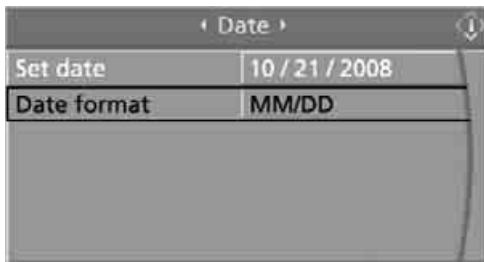 Date
Set date 10 / 21 / 2008
Date format MM/DD